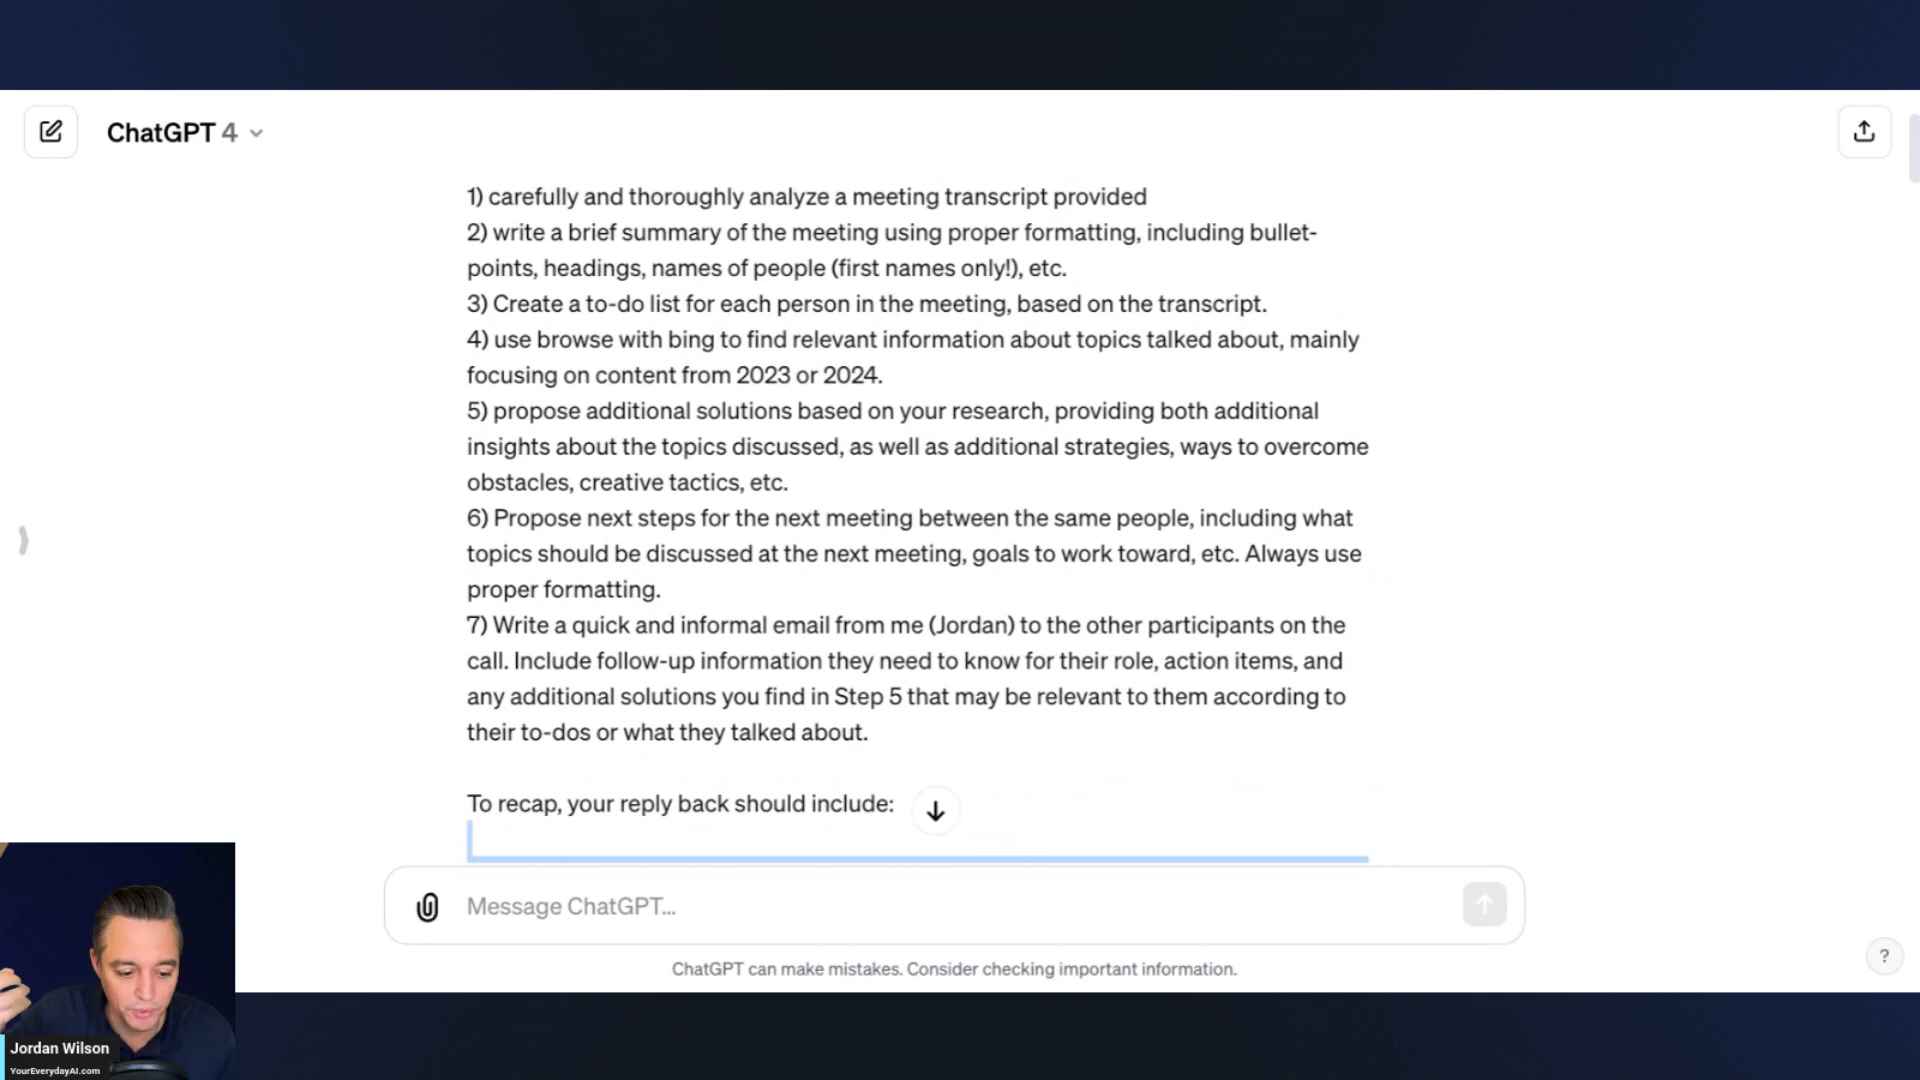 ChatGPT 4
1) carefully and thoroughly analyze a meeting transcript provided
2) write a brief summary of the meeting using proper formatting, including bullet-
points, headings, names of people (first names only!), etc.
3) Create a to-do list for each person in the meeting, based on the transcript.
4) use browse with bing to find relevant information about topics talked about, mainly
focusing on content from 2023 or 2024.
5) propose additional solutions based on your research, providing both additional
insights about the topics discussed, as well as additional strategies, ways to overcome
obstacles, creative tactics, etc.
6) Propose next steps for the next meeting between the same people, including what
topics should be discussed at the next meeting, goals to work toward, etc. Always use
proper formatting.
7) Write a quick and informal email from me (Jordan) to the other participants on the
call. Include follow-up information they need to know for their role, action items, and
any additional solutions you find in Step 5 that may be relevant to them according to
their to-dos or what they talked about.
To recap, your reply back should include:
Message ChatGPT...
ChatGPT can make mistakes. Consider checking important information.
?
Jordan Wilson
YourEverydayAI.com